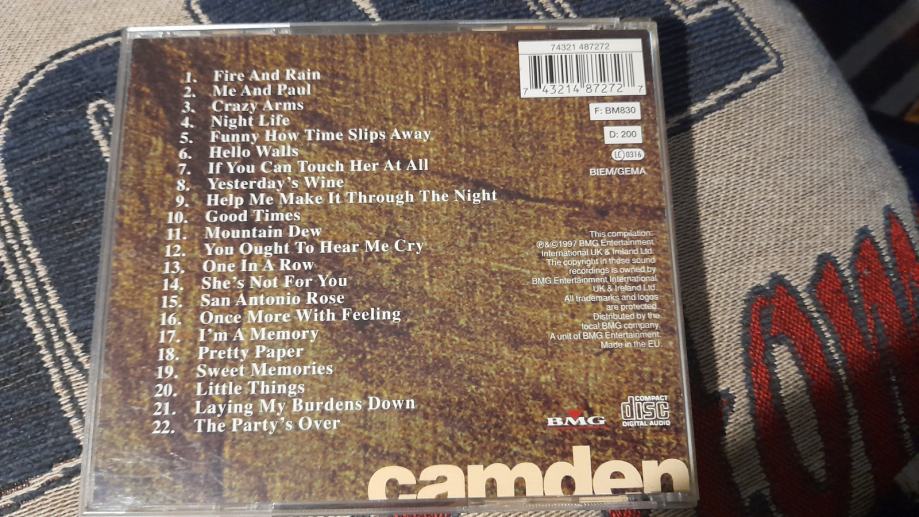 74321 487272
7 43214 87272 7
F: BM830
D: 200
LC 0316
BIEM/GEMA
1. Fire And Rain
2. Me And Paul
3. Crazy Arms
4. Night Life
5. Funny How Time Slips Away
6. Hello Walls
7. If You Can Touch Her At All
8. Yesterday's Wine
9. Help Me Make It Through The Night
10. Good Times
11. Mountain Dew
12. You Ought To Hear Me Cry
13. One In A Row
14. She's Not For You
15. San Antonio Rose
16. Once More With Feeling
17. I'm A Memory
18. Pretty Paper
19. Sweet Memories
20. Little Things
21. Laying My Burdens Down
22. The Party's Over
This compilation:
℗&©1997 BMG Entertainment
International UK & Ireland Ltd.
The copyright in these sound
recordings is owned by
BMG Entertainment International
UK & Ireland Ltd.
All trademarks and logos
are protected.
Distributed by the
local BMG company.
A unit of BMG Entertainment.
Made in the EU.
BMG
COMPACT
disc
DIGITAL AUDIO
camden